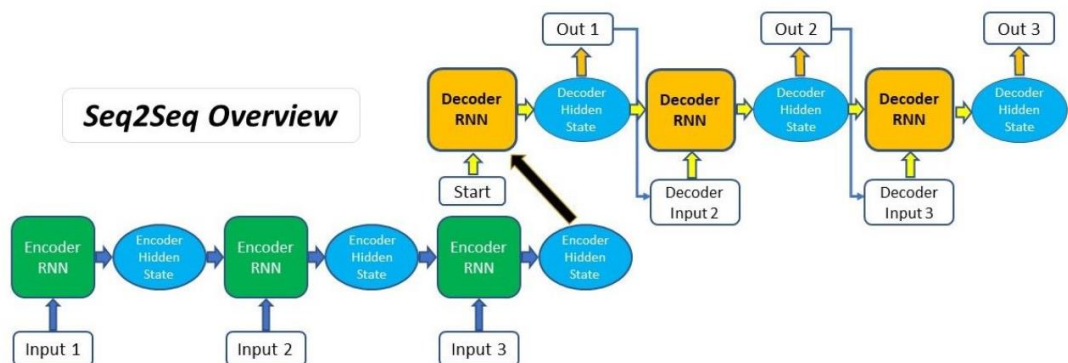 Out 1
Out 2
Out 3
Seq2Seq Overview
Decoder
RNN
Decoder
Hidden
State
Decoder
RNN
Decoder
Hidden
State
Decoder
RNN
Decoder
Hidden
State
Start
Decoder
Input 2
Decoder
Input 3
Encoder
RNN
Encoder
Hidden
State
Encoder
RNN
Encoder
Hidden
State
Encoder
RNN
Encoder
Hidden
State
Input 1
Input 2
Input 3